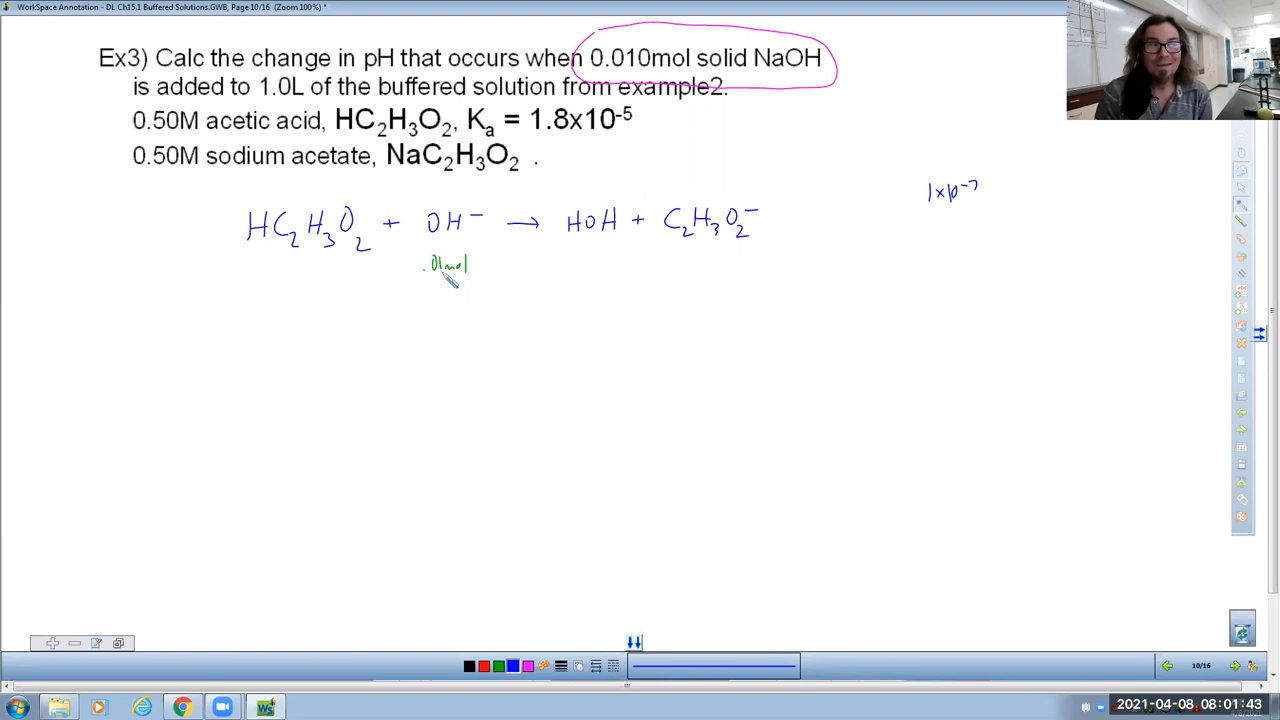 WorkSpace Annotation - DL Ch15.1 Buffered Solutions.GWB, Page 10/16 (Zoom 100%) *
Ex3) Calc the change in pH that occurs when 0.010mol solid NaOH
is added to 1.0L of the buffered solution from example2.
0.50M acetic acid, HC₂H₃O₂, Kₐ = 1.8x10⁻⁵
0.50M sodium acetate, NaC₂H₃O₂ .
1x10⁻⁷
HC₂H₃O₂ + OH⁻ → HOH + C₂H₃O₂⁻
.01mol
10/16
2021-04-08 08:01:43